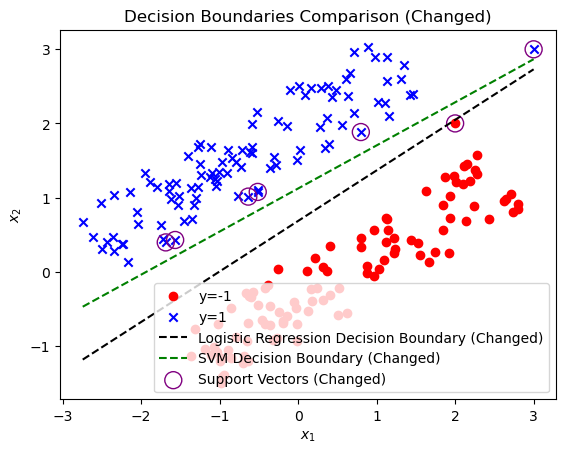 Decision Boundaries Comparison (Changed)
3
2
1
0
−1
x2
y=-1
y=1
Logistic Regression Decision Boundary (Changed)
SVM Decision Boundary (Changed)
Support Vectors (Changed)
−3 −2 −1 0 1 2 3
x1